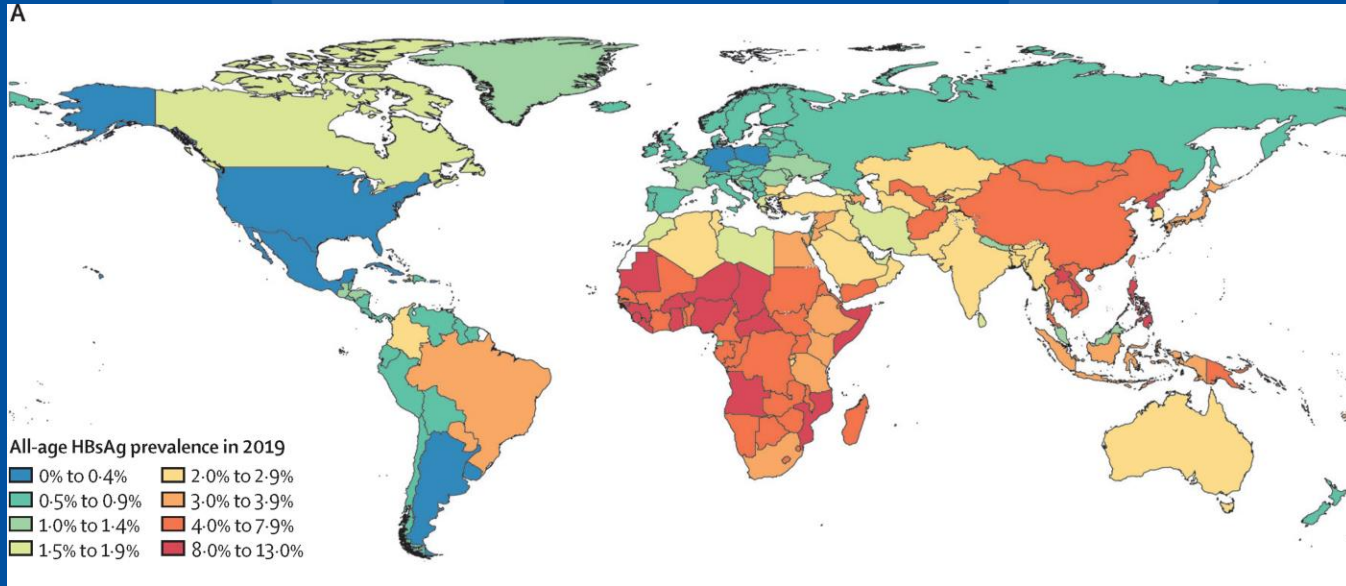 A
All-age HBsAg prevalence in 2019
0% to 0·4%
0·5% to 0·9%
1·0% to 1·4%
1·5% to 1·9%
2·0% to 2·9%
3·0% to 3·9%
4·0% to 7·9%
8·0% to 13·0%